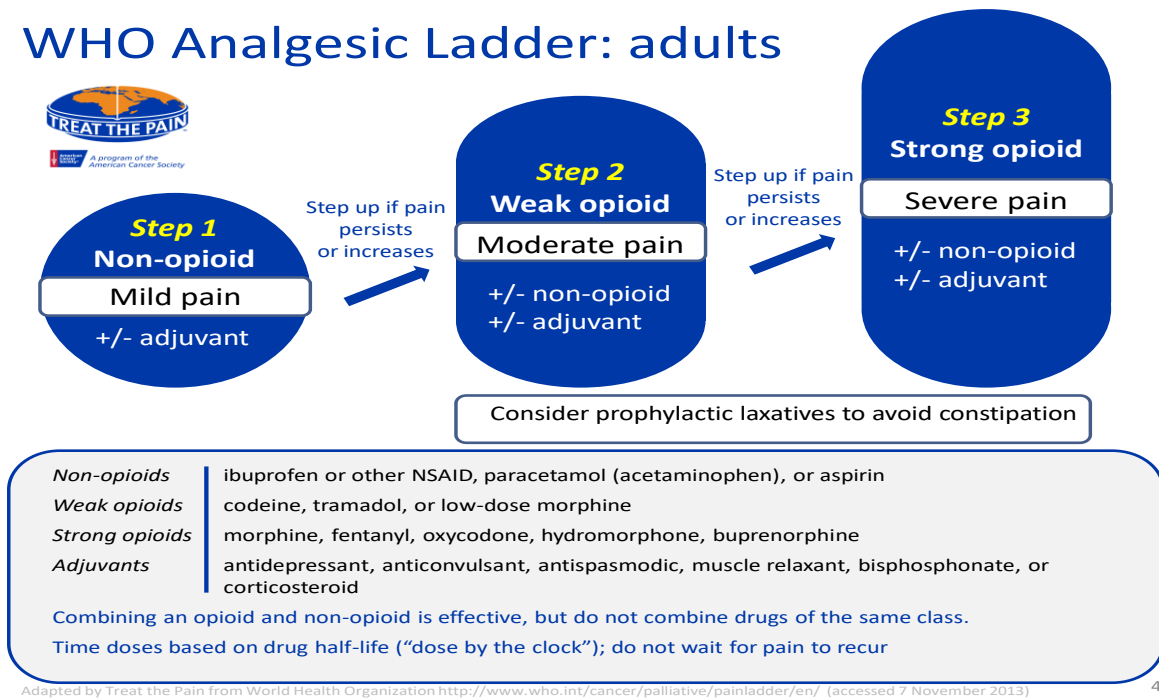 WHO Analgesic Ladder: adults
TREAT THE PAIN
American
Cancer
Society
A program of the
American Cancer Society
Step 1
Non-opioid
Mild pain
+/- adjuvant
Step up if pain
persists
or increases
Step 2
Weak opioid
Moderate pain
+/- non-opioid
+/- adjuvant
Step up if pain
persists
or increases
Step 3
Strong opioid
Severe pain
+/- non-opioid
+/- adjuvant
Consider prophylactic laxatives to avoid constipation
Non-opioids ibuprofen or other NSAID, paracetamol (acetaminophen), or aspirin
Weak opioids codeine, tramadol, or low-dose morphine
Strong opioids morphine, fentanyl, oxycodone, hydromorphone, buprenorphine
Adjuvants antidepressant, anticonvulsant, antispasmodic, muscle relaxant, bisphosphonate, or
corticosteroid
Combining an opioid and non-opioid is effective, but do not combine drugs of the same class.
Time doses based on drug half-life (“dose by the clock”); do not wait for pain to recur
Adapted by Treat the Pain from World Health Organization http://www.who.int/cancer/palliative/painladder/en/ (accessed 7 November 2013)
4